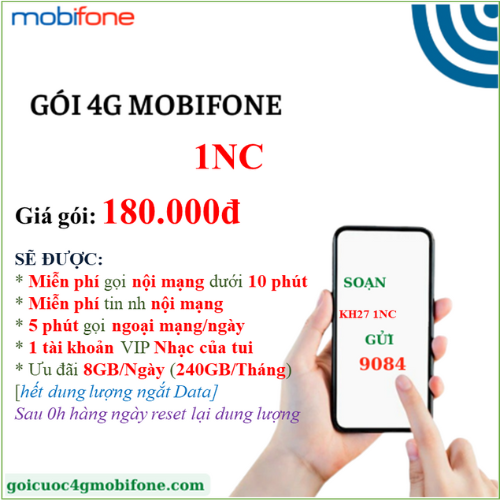 mobifone
GÓI 4G MOBIFONE
1NC
Giá gói: 180.000đ
SẼ ĐƯỢC:
* Miễn phí gọi nội mạng dưới 10 phút
* Miễn phí tin nh nội mạng
* 5 phút gọi ngoại mạng/ngày
* 1 tài khoản VIP Nhạc của tui
* Ưu đãi 8GB/Ngày (240GB/Tháng)
[hết dung lượng ngắt Data]
Sau 0h hàng ngày reset lại dung lượng
SOẠN
KH27 1NC
GỬI
9084
goicuoc4gmobifone.com